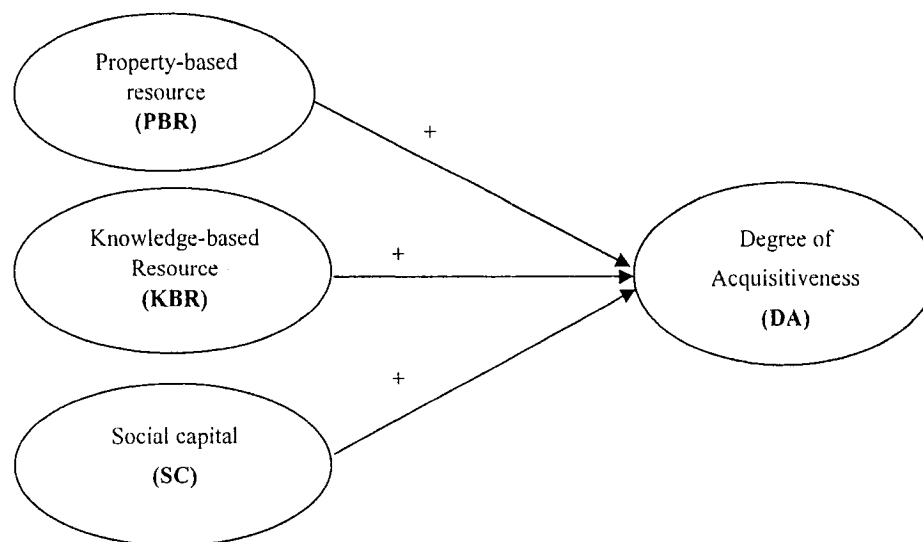 Property-based
resource
(PBR)
+
Knowledge-based
Resource
(KBR)
+
Degree of
Acquisitiveness
(DA)
+
Social capital
(SC)